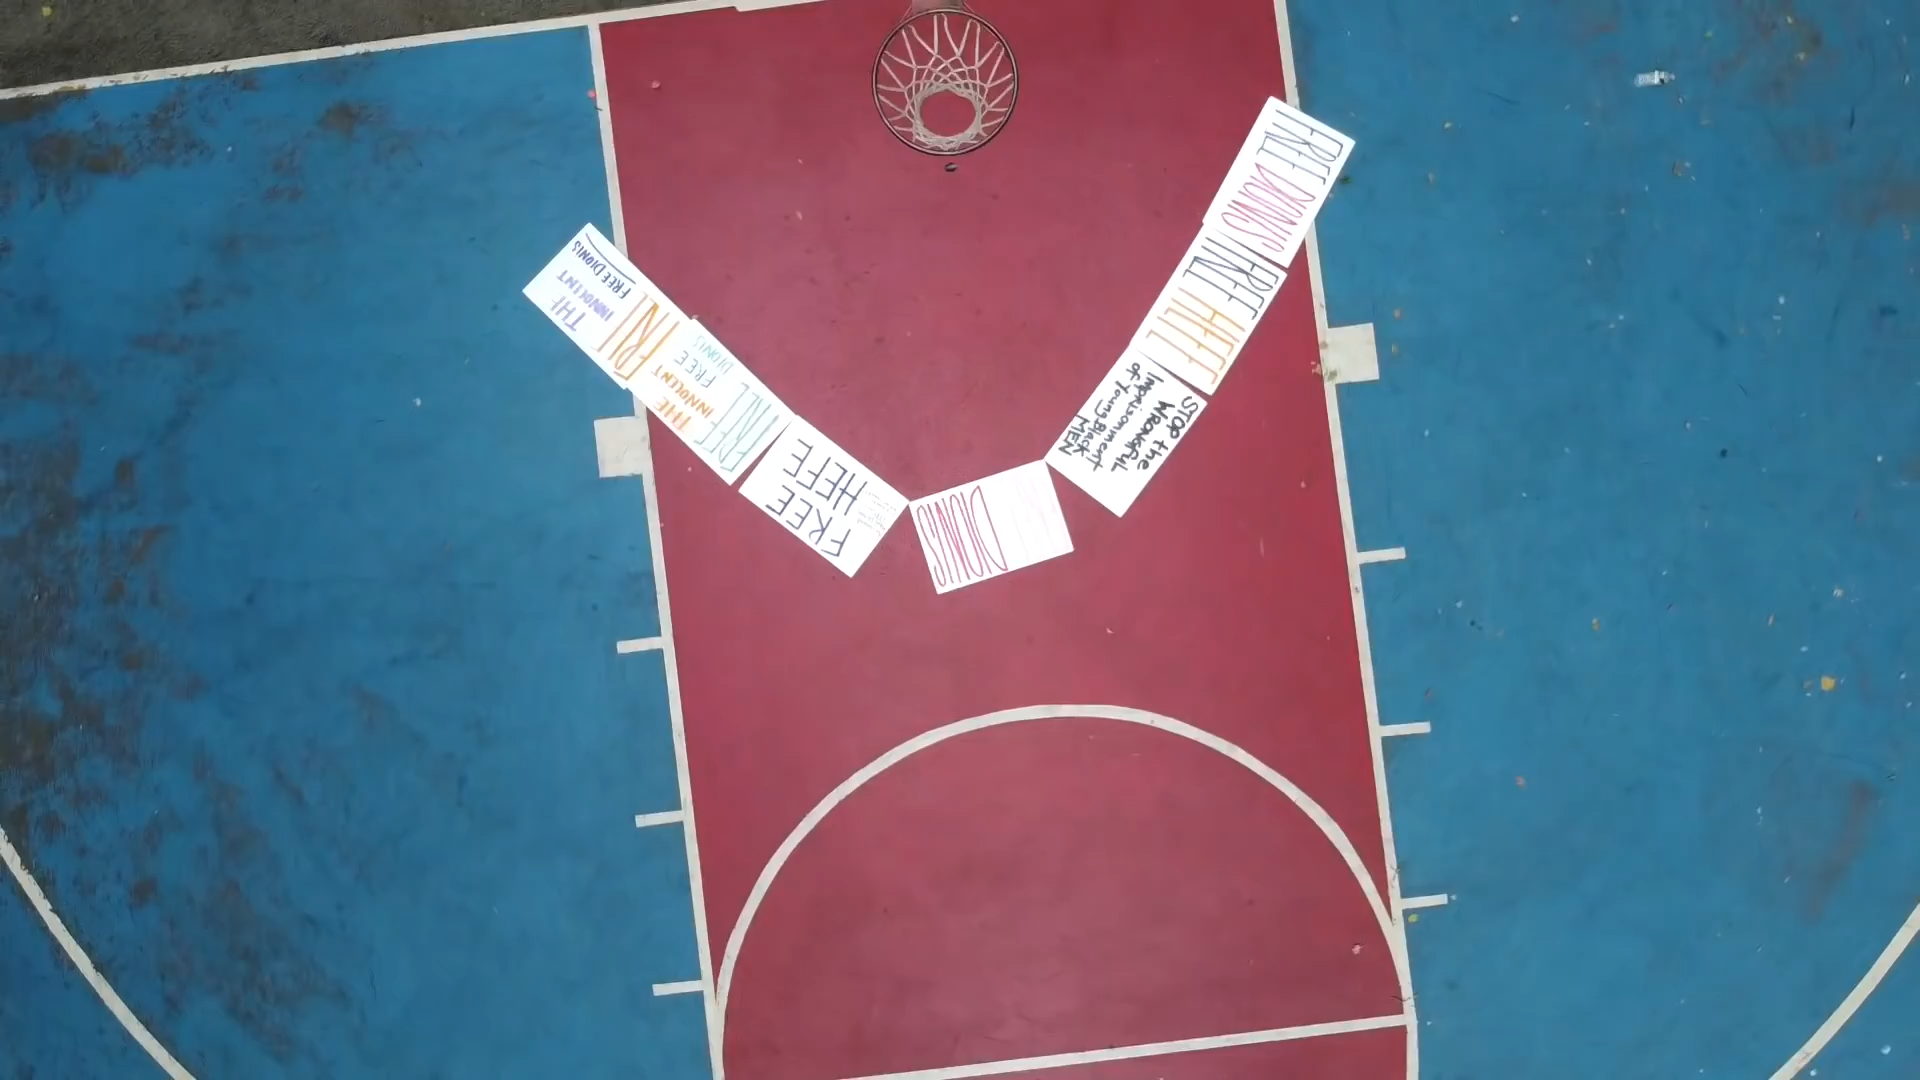 FREE
THE
INNOCENT
FREE DIONIS
FREE
THE
INNOCENT
FREE
DIONIS
FREE
HEFE
DIONIS
STOP the
WRONGFUL
Imprisonment
of Young Black
MEN
FREE
HEFE
FREE
DIONIS